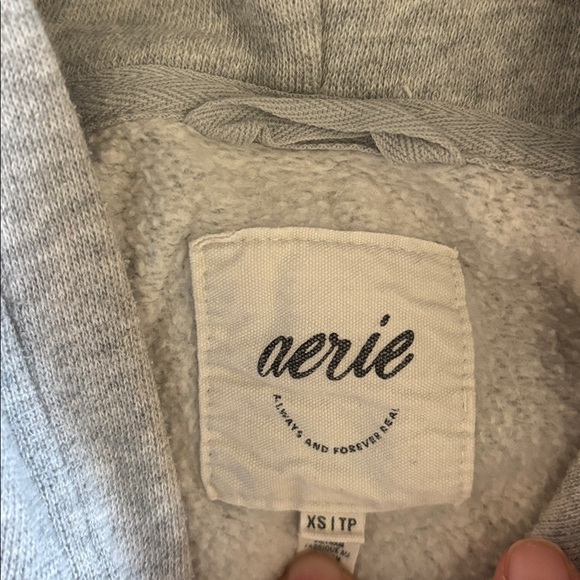 aerie
ALWAYS AND FOREVER REAL
XS | TP